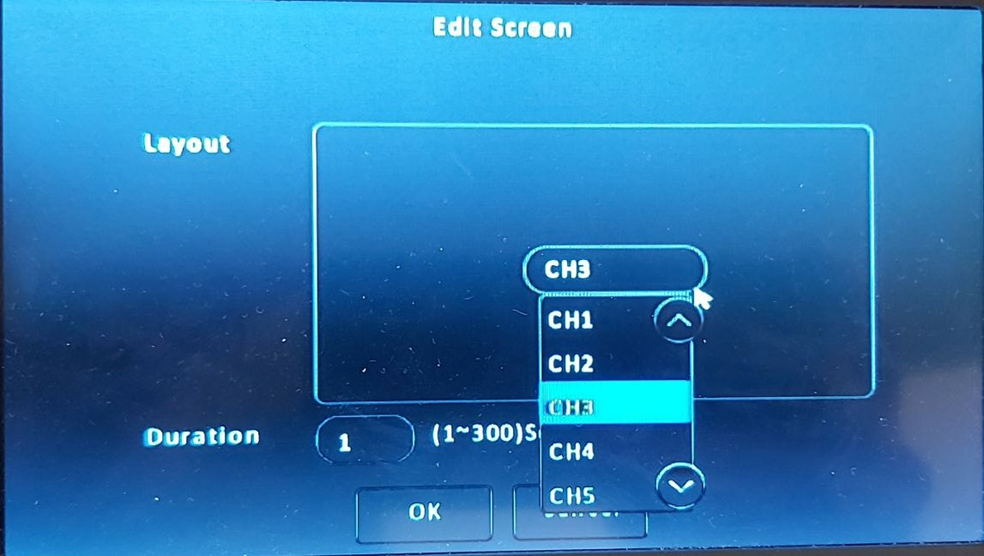 Edit Screen
Layout
CH3
CH1
CH2
CH3
CH4
CH5
Duration
1
(1~300)S
OK